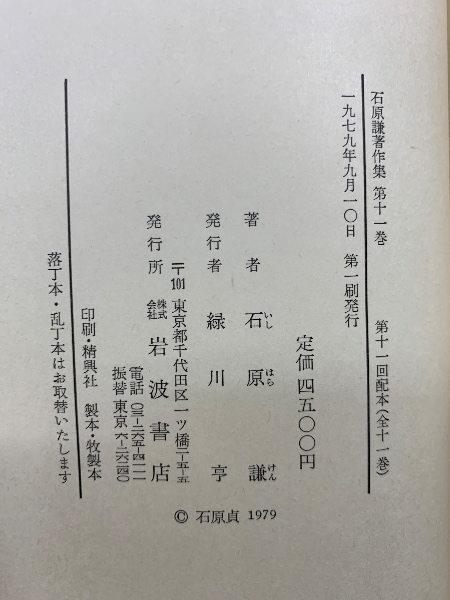 石原謙著作集 第十一巻
第十一回配本(全十一巻)
一九七九年九月一〇日 第一刷発行
定価 四五〇〇円
著者 石原謙
いし はら けん
発行者 緑川亨
〒101 東京都千代田区一ツ橋二-五-五
発行所 株式会社 岩波書店
電話 〇三-二六五-四一一一
振替 東京 六-二六二四〇
印刷・精興社 製本・牧製本
落丁本・乱丁本はお取替いたします
© 石原貞 1979